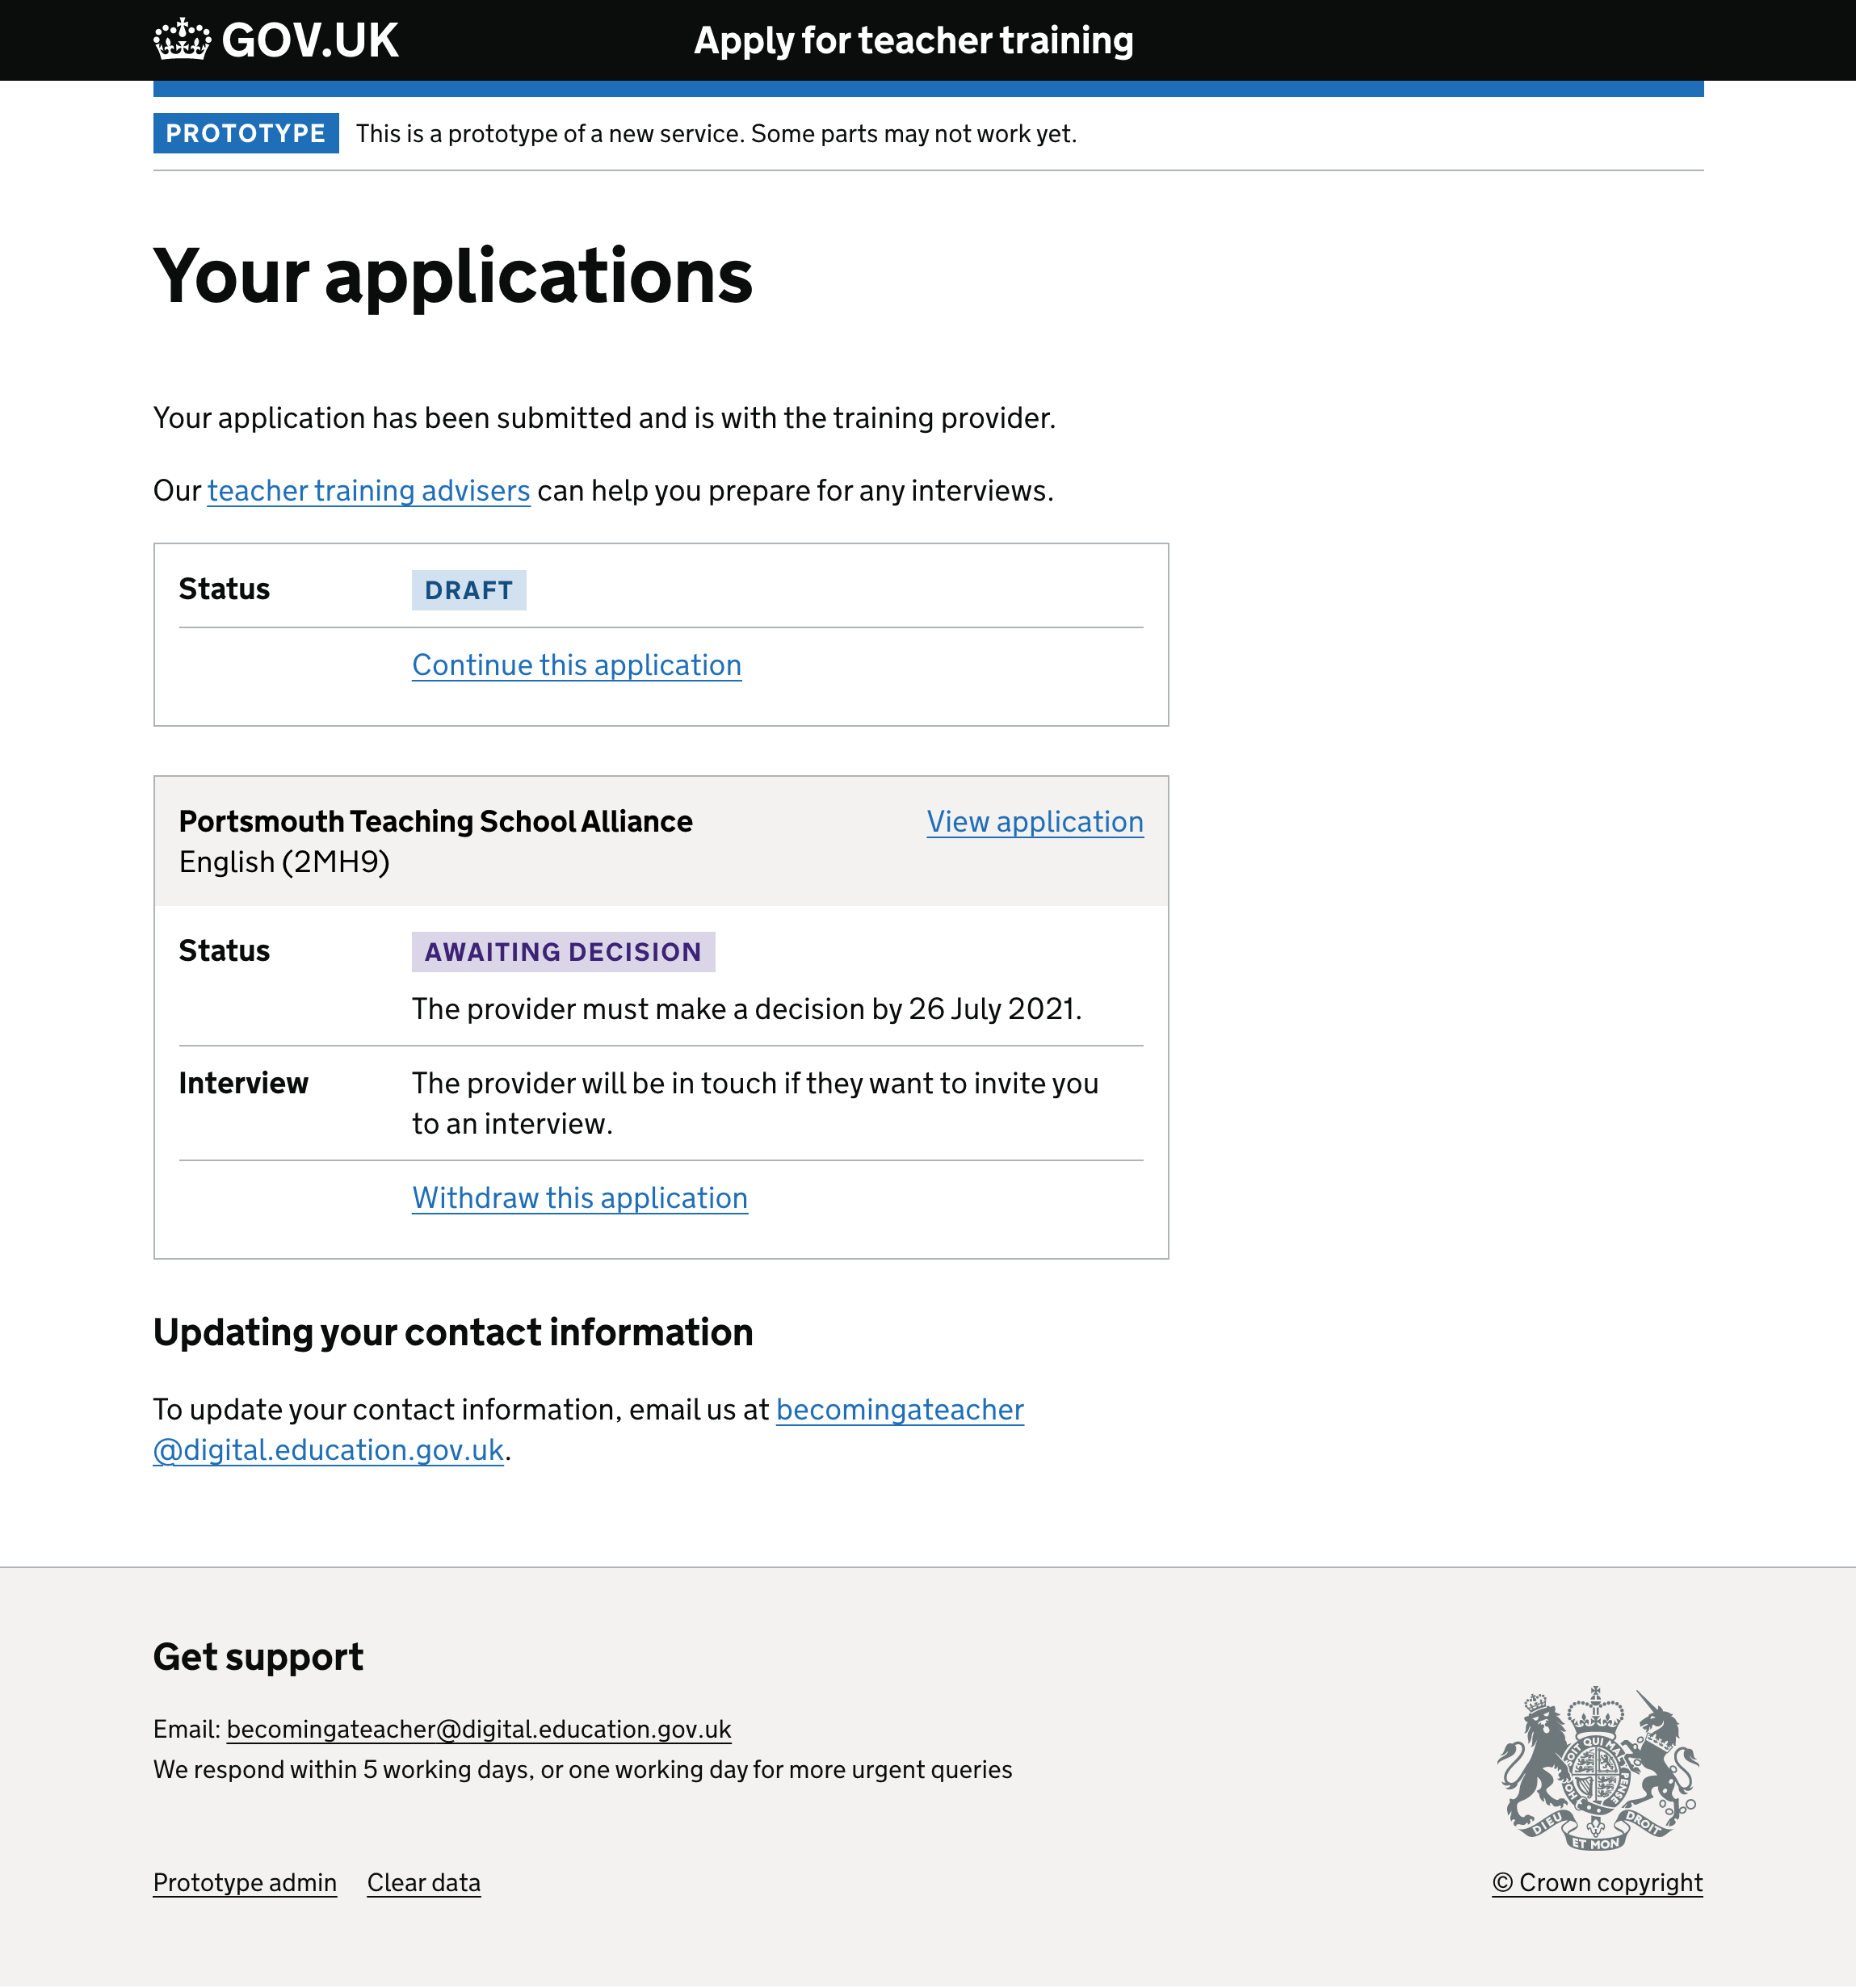 GOV.UK
Apply for teacher training
PROTOTYPE This is a prototype of a new service. Some parts may not work yet.
Your applications
Your application has been submitted and is with the training provider.
Our teacher training advisers can help you prepare for any interviews.
Status DRAFT
Continue this application
Portsmouth Teaching School Alliance View application
English (2MH9)
Status AWAITING DECISION
The provider must make a decision by 26 July 2021.
Interview The provider will be in touch if they want to invite you
to an interview.
Withdraw this application
Updating your contact information
To update your contact information, email us at becomingateacher
@digital.education.gov.uk.
Get support
Email: becomingateacher@digital.education.gov.uk
We respond within 5 working days, or one working day for more urgent queries
DIEU ET MON DROIT
Prototype admin Clear data © Crown copyright